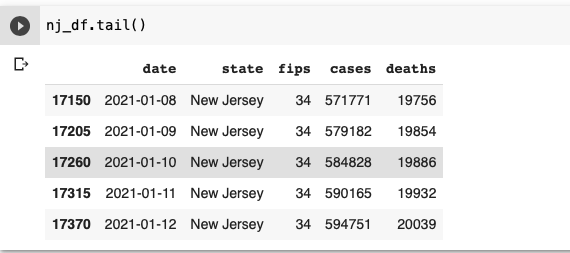 nj_df.tail()
date state fips cases deaths
17150 2021-01-08 New Jersey 34 571771 19756
17205 2021-01-09 New Jersey 34 579182 19854
17260 2021-01-10 New Jersey 34 584828 19886
17315 2021-01-11 New Jersey 34 590165 19932
17370 2021-01-12 New Jersey 34 594751 20039